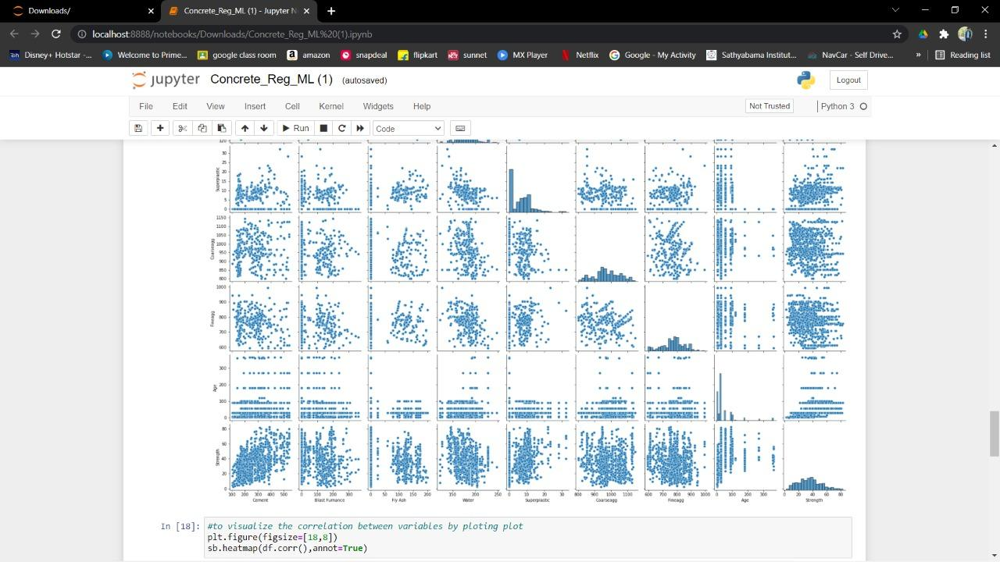 Downloads/
Concrete_Reg_ML (1) - Jupyter N
localhost:8888/notebooks/Downloads/Concrete_Reg_ML%20(1).ipynb
Disney+ Hotstar -... Welcome to Prime... google class room amazon snapdeal flipkart sunnet MX Player Netflix Google - My Activity Sathyabama Institut... NavCar - Self Drive... » Reading list
jupyter Concrete_Reg_ML (1) (autosaved) Logout
File Edit View Insert Cell Kernel Widgets Help Not Trusted Python 3
Run Code
120
Superplastic 30 25 20 15 10 5 0
Coarseagg 1150 1100 1050 1000 950 900 850 800
Fineagg 1000 900 800 700 600
Age 300 200 100 0
Strength 80 60 40 20 0
100 200 300 400 500 0 100 200 300 0 50 100 150 200 150 200 250 0 10 20 30 800 900 1000 1100 600 700 800 900 1000 0 100 200 300 0 20 40 60 80
Cement Blast Fumance Fly Ash Water Superplastic Coarseagg Fineagg Age Strength
In [18]: #to visualize the correlation between variables by ploting plot
plt.figure(figsize=[18,8])
sb.heatmap(df.corr(),annot=True)